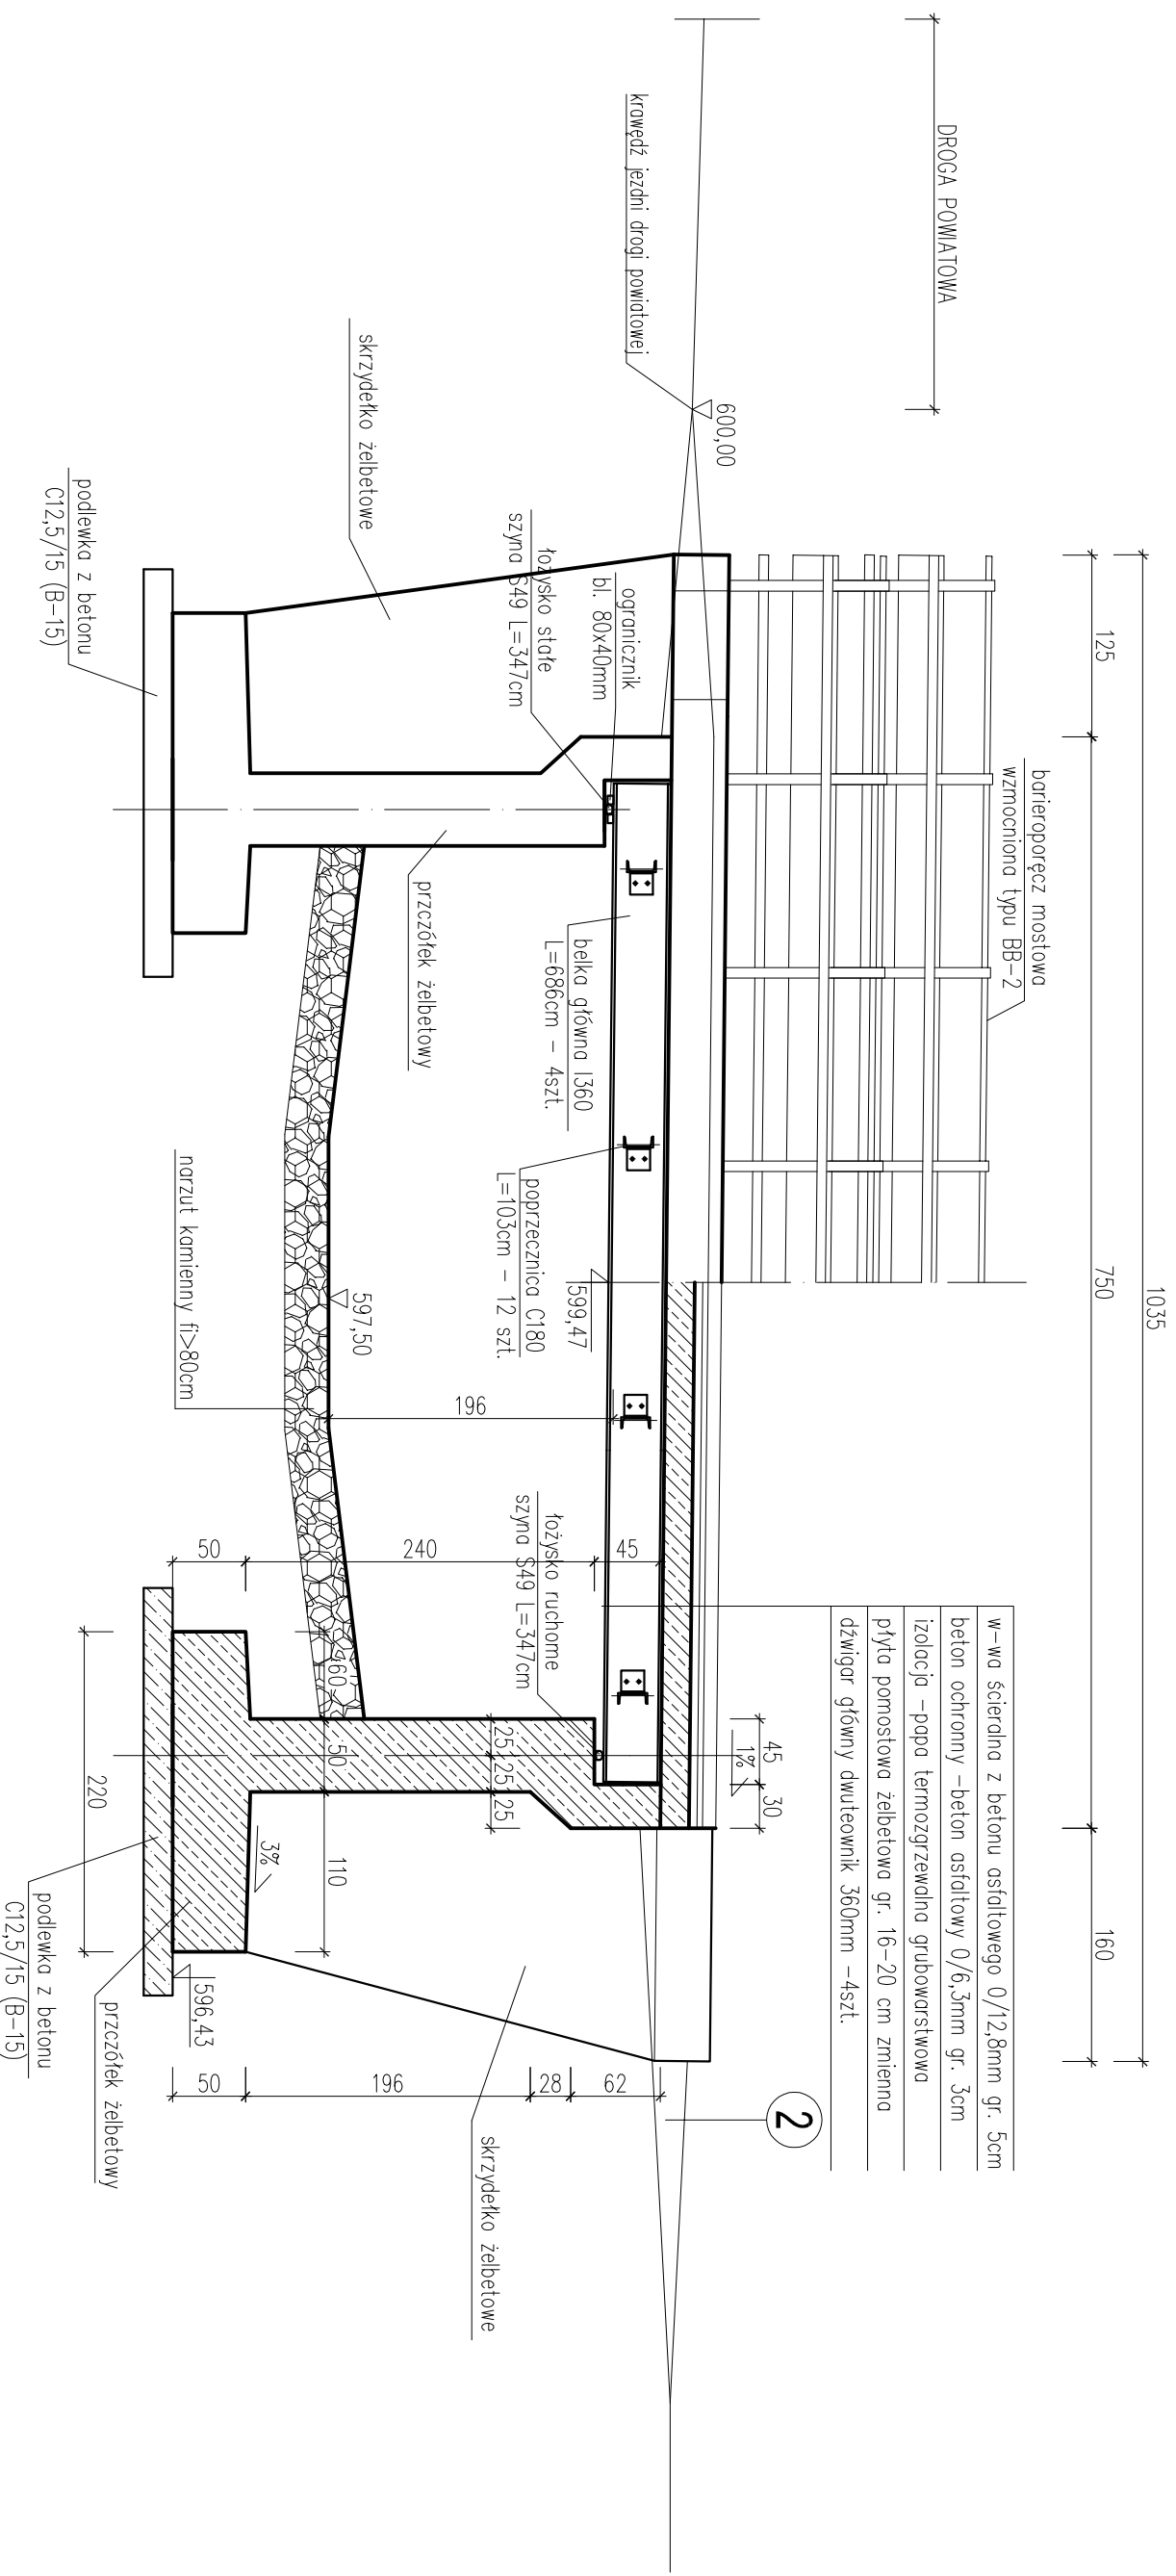 1035
125
750
160
DROGA POWIATOWA
barieroporęcz mostowa
wzmocniona typu BB-2
w-wa ścieralna z betonu asfaltowego 0/12,8mm gr. 5cm
beton ochronny -beton asfaltowy 0/6,3mm gr. 3cm
izolacja -papa termozgrzewalna grubowarstwowa
płyta pomostowa żelbetowa gr. 16-20 cm zmienna
dźwigar główny dwuteownik 360mm -4szt.
2
45
30
1%
600,00
krawędź jezdni drogi powiatowej
ogranicznik
bl. 80x40mm
łożysko stałe
szyna S49 L=347cm
belka główna I360
L=686cm - 4szt.
poprzecznica C180
L=103cm - 12 szt.
599,47
łożysko ruchome
szyna S49 L=347cm
45
240
50
196
25
25
25
62
28
196
50
skrzydełko żelbetowe
przczółek żelbetowy
597,50
narzut kamienny fi>80cm
60
50
110
3%
220
596,43
skrzydełko żelbetowe
podlewka z betonu
C12,5/15 (B-15)
przczółek żelbetowy
podlewka z betonu
C12,5/15 (B-15)